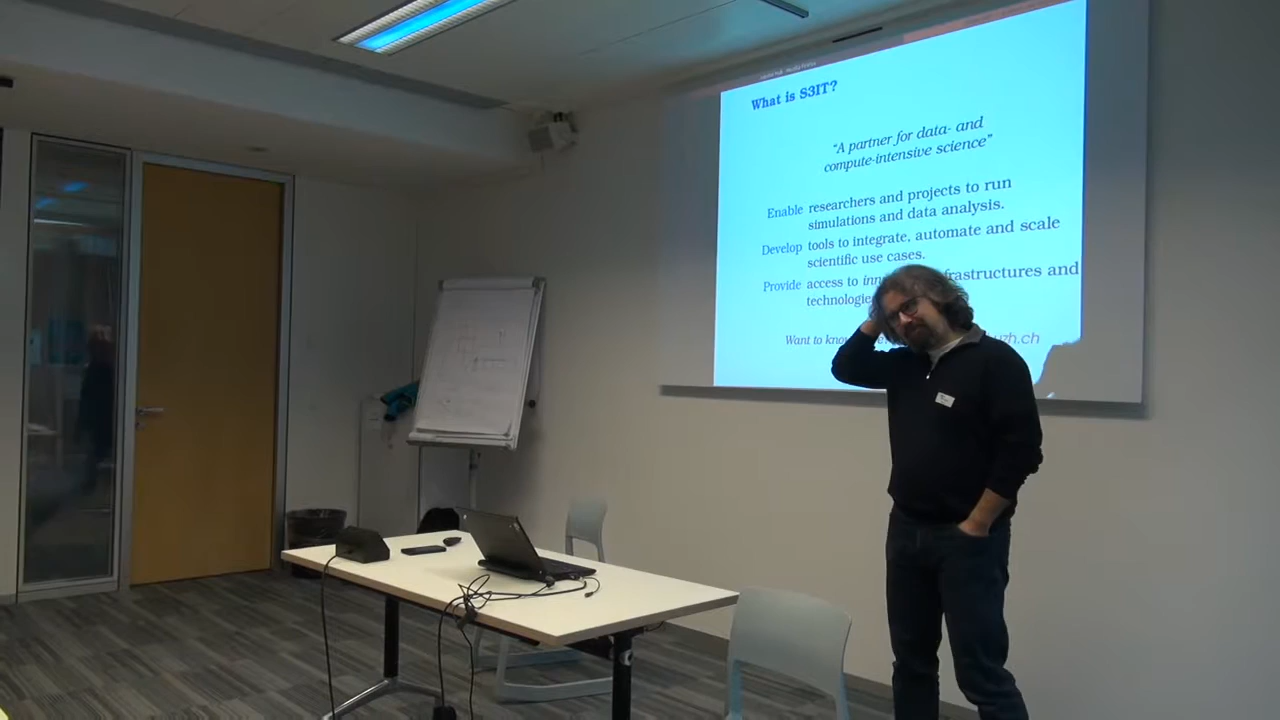 What is S3IT?
"A partner for data- and
compute-intensive science"
Enable researchers and projects to run
simulations and data analysis.
Develop tools to integrate, automate and scale
scientific use cases.
Provide access to frastructures and
technologie
Want to kno uzh.ch